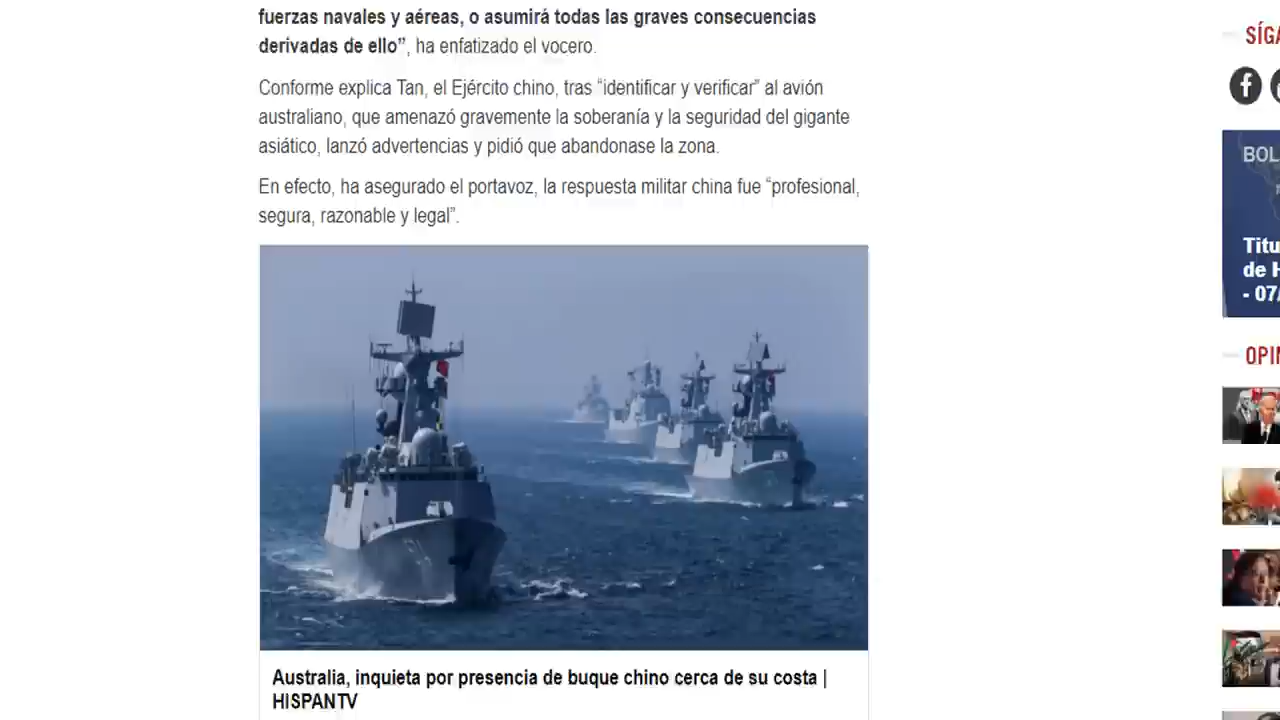 fuerzas navales y aéreas, o asumirá todas las graves consecuencias
derivadas de ello”, ha enfatizado el vocero.
Conforme explica Tan, el Ejército chino, tras “identificar y verificar” al avión
australiano, que amenazó gravemente la soberanía y la seguridad del gigante
asiático, lanzó advertencias y pidió que abandonase la zona.
En efecto, ha asegurado el portavoz, la respuesta militar china fue “profesional,
segura, razonable y legal”.
Australia, inquieta por presencia de buque chino cerca de su costa |
HISPANTV
SÍGA
BOL
Titu
de H
- 07/
OPIN